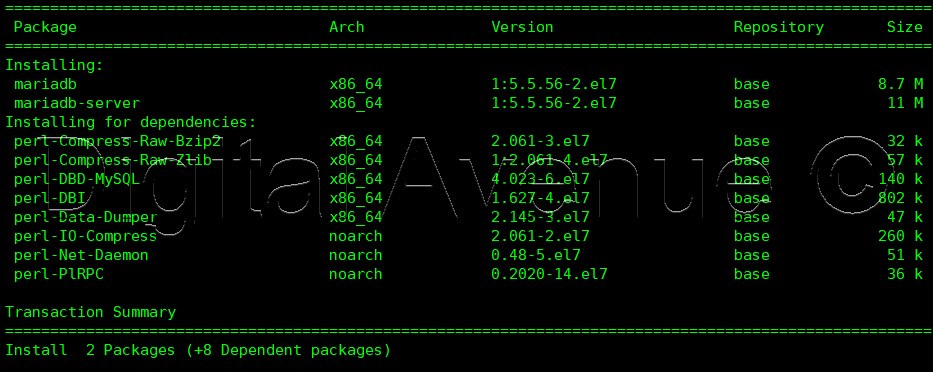 ================================================================================
Package Arch Version Repository Size
================================================================================
Installing:
mariadb x86_64 1:5.5.56-2.el7 base 8.7 M
mariadb-server x86_64 1:5.5.56-2.el7 base 11 M
Installing for dependencies:
perl-Compress-Raw-Bzip2 x86_64 2.061-3.el7 base 32 k
perl-Compress-Raw-Zlib x86_64 1:2.061-4.el7 base 57 k
perl-DBD-MySQL x86_64 4.023-6.el7 base 140 k
perl-DBI x86_64 1.627-4.el7 base 802 k
perl-Data-Dumper x86_64 2.145-3.el7 base 47 k
perl-IO-Compress noarch 2.061-2.el7 base 260 k
perl-Net-Daemon noarch 0.48-5.el7 base 51 k
perl-PlRPC noarch 0.2020-14.el7 base 36 k
Transaction Summary
================================================================================
Install 2 Packages (+8 Dependent packages)
Digital Avenue ©